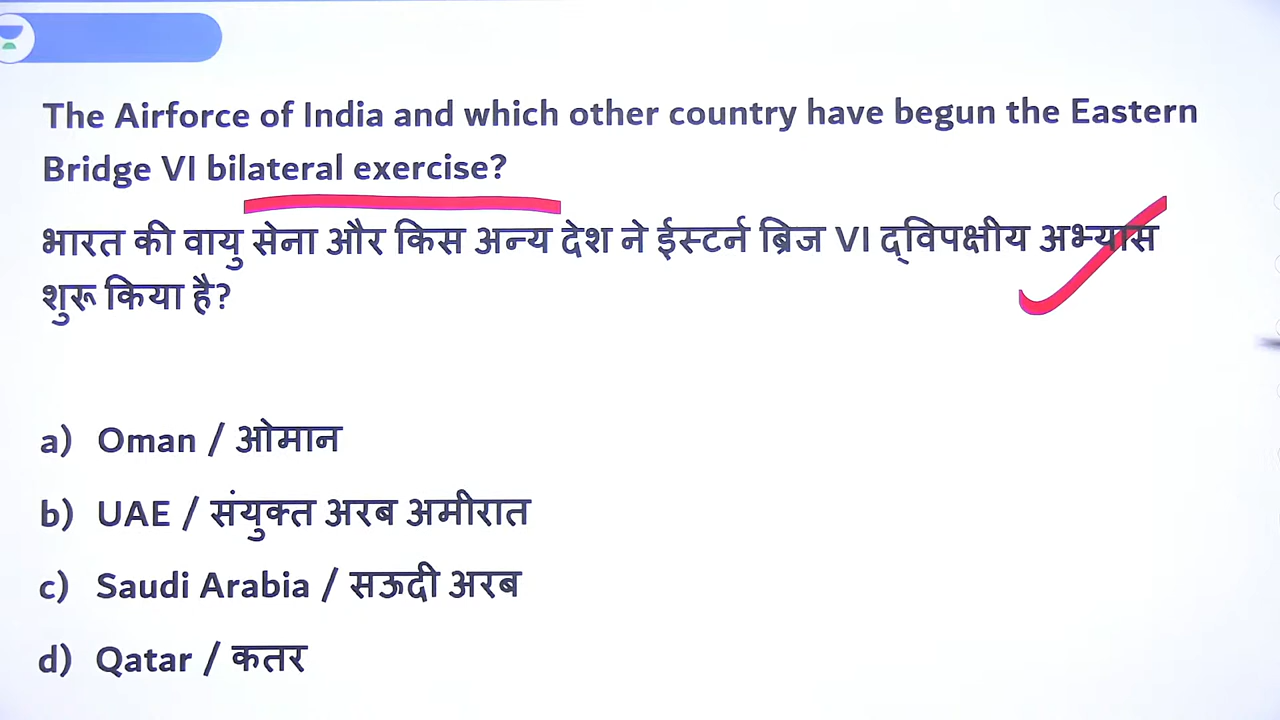 The Airforce of India and which other country have begun the Eastern
Bridge VI bilateral exercise?
भारत की वायु सेना और किस अन्य देश ने ईस्टर्न ब्रिज VI द्विपक्षीय अभ्यास
शुरू किया है?
a) Oman / ओमान
b) UAE / संयुक्त अरब अमीरात
c) Saudi Arabia / सऊदी अरब
d) Qatar / कतर